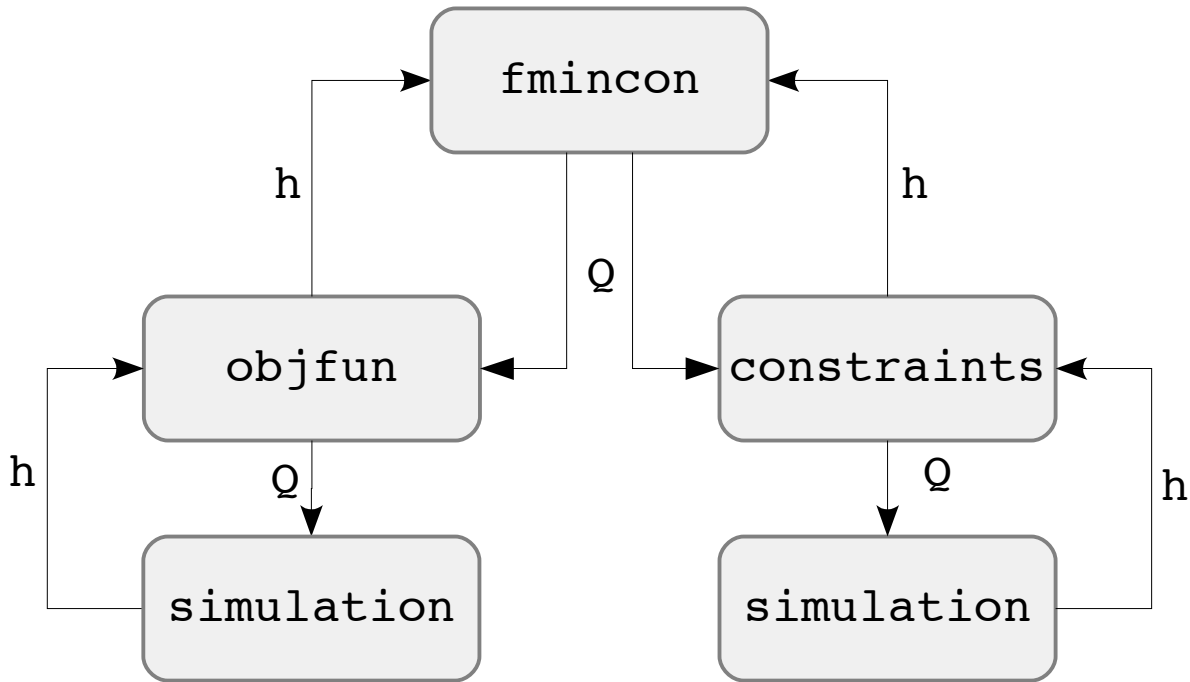 fmincon
h
h
Q
objfun
constraints
h
Q
Q
h
simulation
simulation